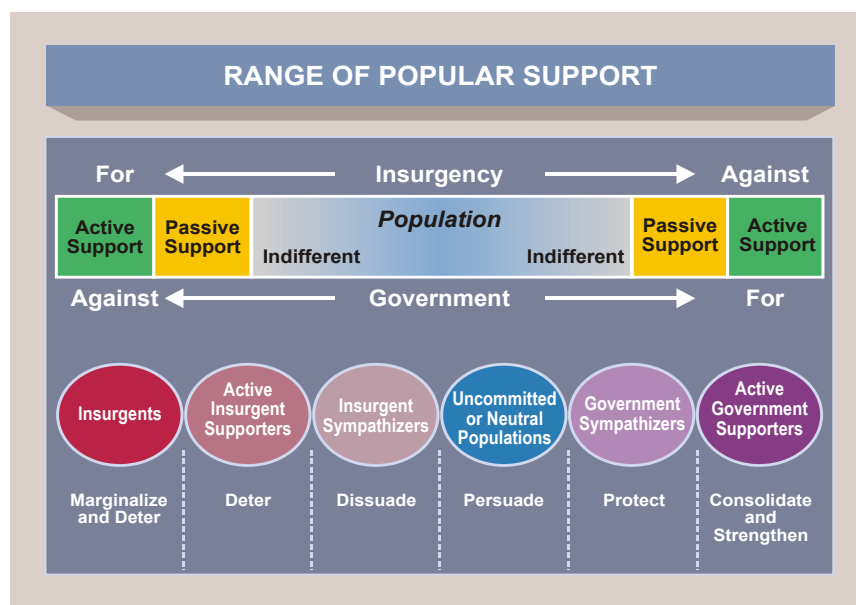 RANGE OF POPULAR SUPPORT
For Insurgency Against
Active
Support
Passive
Support
Population
Indifferent Indifferent
Passive
Support
Active
Support
Against Government For
Insurgents
Active
Insurgent
Supporters
Insurgent
Sympathizers
Uncommitted
or Neutral
Populations
Government
Sympathizers
Active
Government
Supporters
Marginalize
and Deter
Deter
Dissuade
Persuade
Protect
Consolidate
and
Strengthen